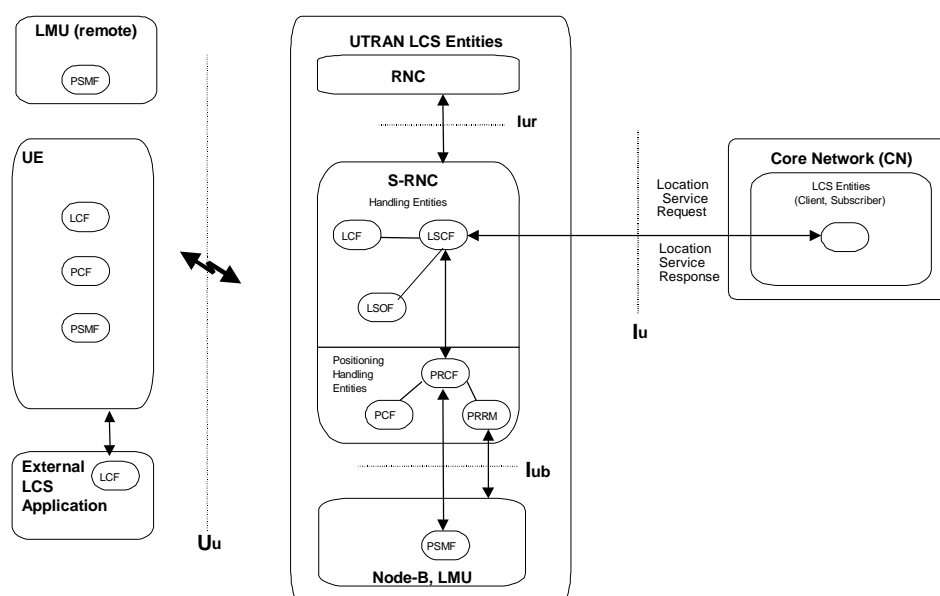 LMU (remote)
PSMF
UE
LCF
PCF
PSMF
External
LCS
Application
LCF
Uu
UTRAN LCS Entities
RNC
Iur
S-RNC
Handling Entities
LCF
LSCF
LSOF
Positioning
Handling
Entities
PRCF
PCF
PRRM
Iub
PSMF
Node-B, LMU
Location
Service
Request
Location
Service
Response
Iu
Core Network (CN)
LCS Entities
(Client, Subscriber)